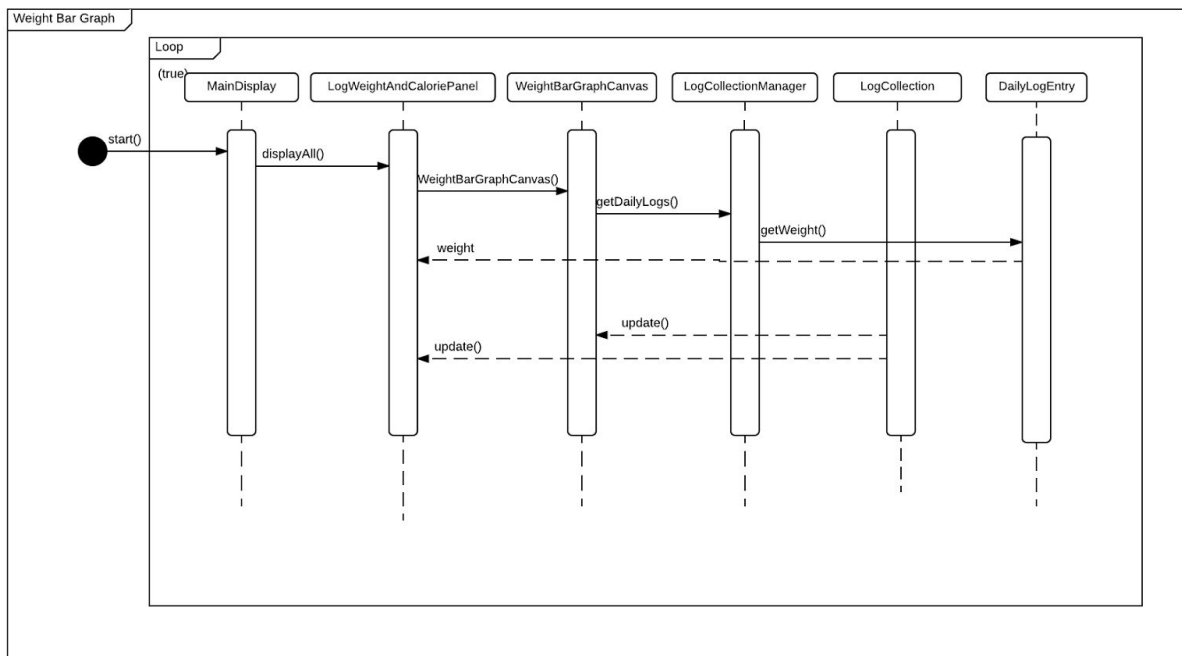 Weight Bar Graph
Loop
(true)
MainDisplay
LogWeightAndCaloriePanel
WeightBarGraphCanvas
LogCollectionManager
LogCollection
DailyLogEntry
start()
displayAll()
WeightBarGraphCanvas()
getDailyLogs()
getWeight()
weight
update()
update()